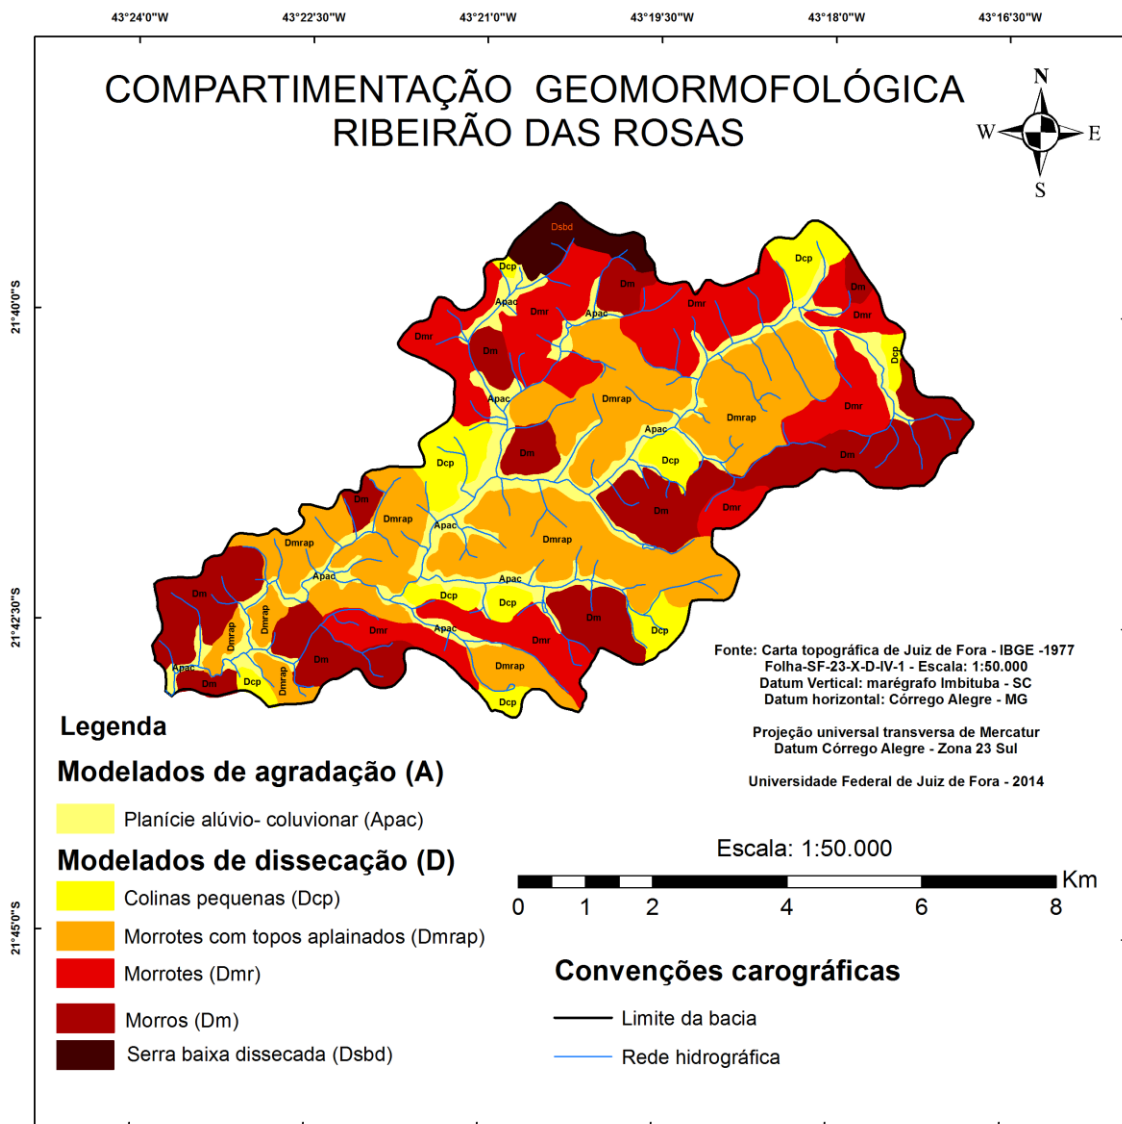 43°24'0"W 43°22'30"W 43°21'0"W 43°19'30"W 43°18'0"W 43°16'30"W
COMPARTIMENTAÇÃO GEOMORMOFOLÓGICA
RIBEIRÃO DAS ROSAS
N
W E
S
21°40'0"S
21°42'30"S
21°45'0"S
Dsbd
Dcp
Dcp
Dm
Dm
Apac
Dmr
Apac
Dmr
Dmr
Dmr
Dm
Dcp
Apac
Dmrap
Dmr
Dmrap
Apac
Dm
Dcp
Dcp
Dm
Dm
Dmr
Dm
Dmrap
Apac
Dmrap
Dmrap
Apac
Apac
Dm
Dcp
Dcp
Dm
Dmrap
Dmrap
Dmr
Apac
Dmr
Dcp
Dm
Apac
Dmrap
Dm
Dcp
Dmrap
Dcp
Fonte: Carta topográfica de Juiz de Fora - IBGE -1977
Folha-SF-23-X-D-IV-1 - Escala: 1:50.000
Datum Vertical: marégrafo Imbituba - SC
Datum horizontal: Córrego Alegre - MG
Projeção universal transversa de Mercatur
Datum Córrego Alegre - Zona 23 Sul
Universidade Federal de Juiz de Fora - 2014
Legenda
Modelados de agradação (A)
Planície alúvio- coluvionar (Apac)
Modelados de dissecação (D)
Colinas pequenas (Dcp)
Morrotes com topos aplainados (Dmrap)
Morrotes (Dmr)
Morros (Dm)
Serra baixa dissecada (Dsbd)
Escala: 1:50.000
Km
0 1 2 4 6 8
Convenções carográficas
Limite da bacia
Rede hidrográfica